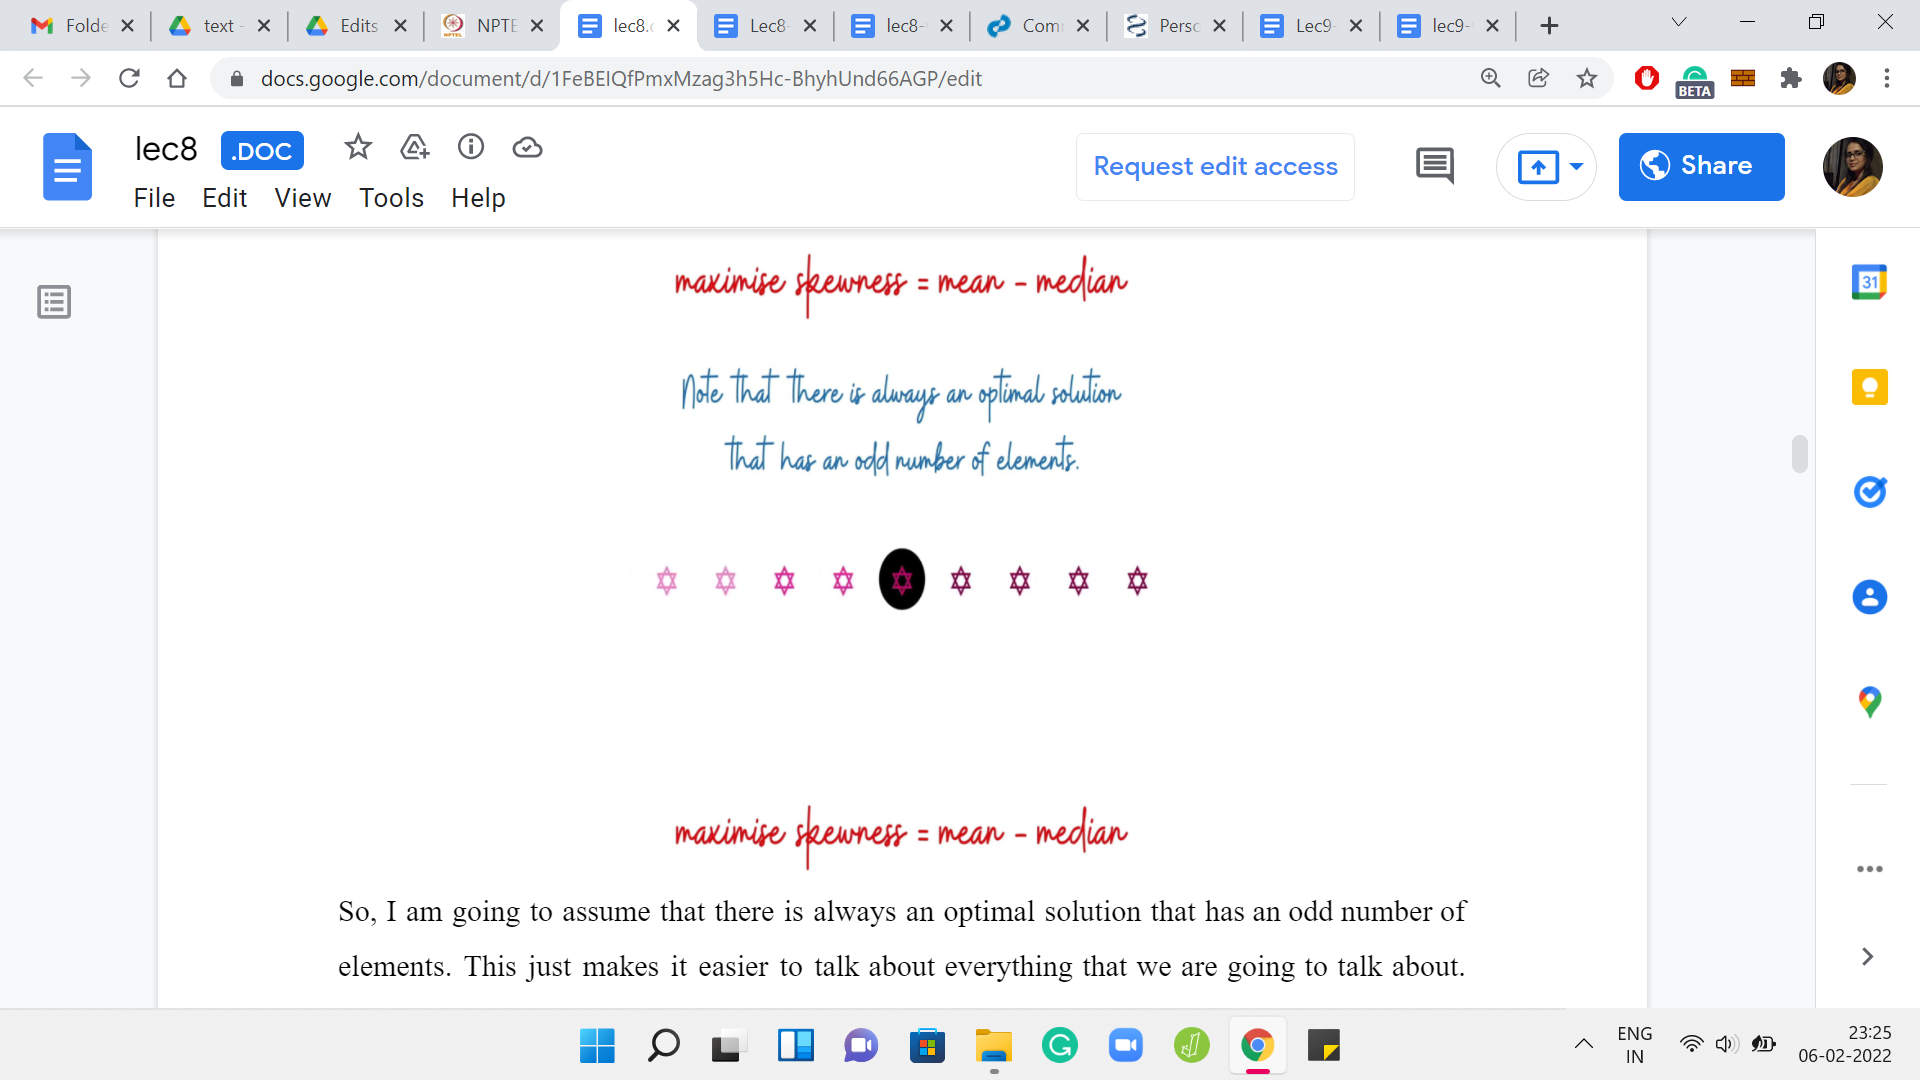 Folde
text -
Edits
NPTE
lec8.
Lec8-
lec8-
Com
Perso
Lec9-
lec9-
docs.google.com/document/d/1FeBEIQfPmxMzag3h5Hc-BhyhUnd66AGP/edit
BETA
lec8
.DOC
File Edit View Tools Help
Request edit access
Share
31
maximise skewness = mean - median
Note that there is always an optimal solution
that has an odd number of elements.
maximise skewness = mean - median
So, I am going to assume that there is always an optimal solution that has an odd number of
elements. This just makes it easier to talk about everything that we are going to talk about.
ENG
IN
23:25
06-02-2022